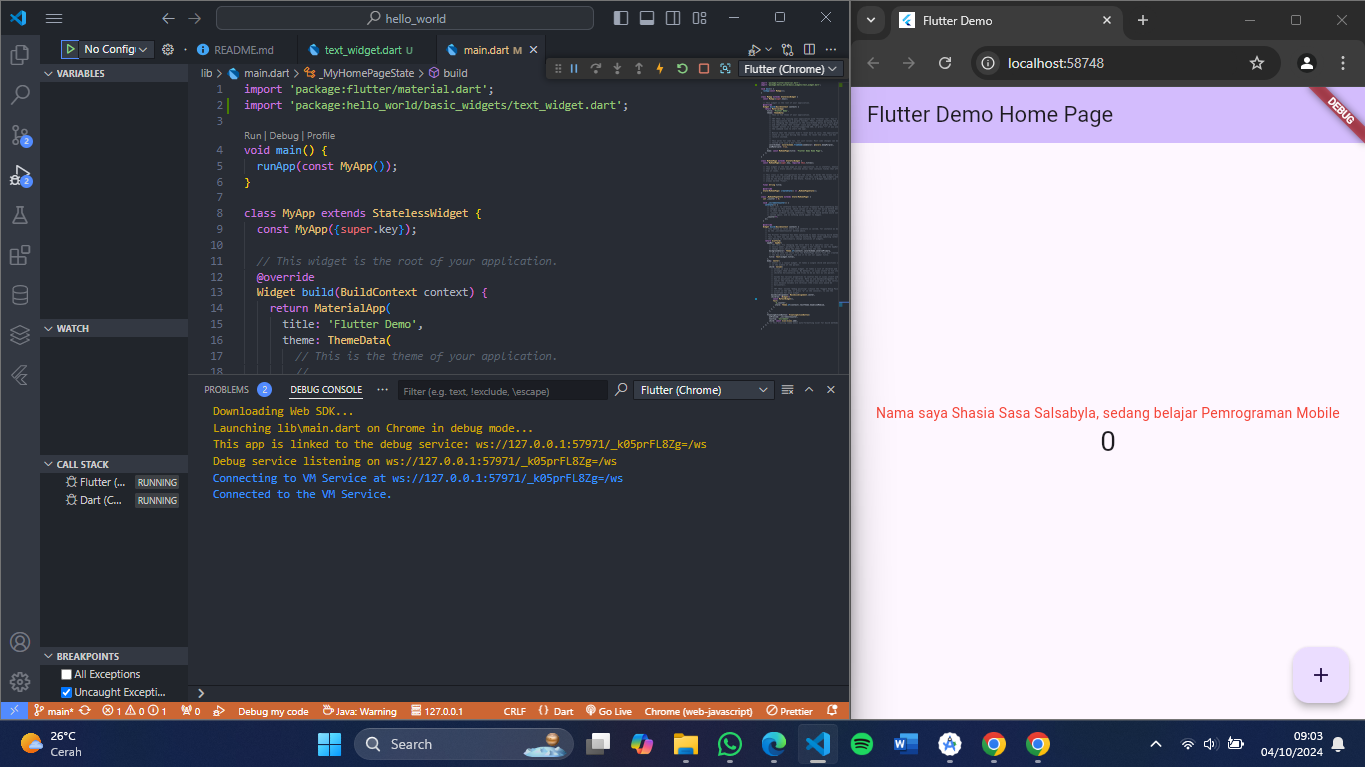 hello_world
No Config
README.md
text_widget.dart U
main.dart M
Flutter (Chrome)
lib > main.dart > _MyHomePageState > build
VARIABLES
WATCH
CALL STACK
Flutter (...
RUNNING
Dart (C...
RUNNING
BREAKPOINTS
All Exceptions
Uncaught Excepti...
2
2
1 import 'package:flutter/material.dart';
2 import 'package:hello_world/basic_widgets/text_widget.dart';
3
Run | Debug | Profile
4 void main() {
5 runApp(const MyApp());
6 }
7
8 class MyApp extends StatelessWidget {
9 const MyApp({super.key});
10
11 // This widget is the root of your application.
12 @override
13 Widget build(BuildContext context) {
14 return MaterialApp(
15 title: 'Flutter Demo',
16 theme: ThemeData(
17 // This is the theme of your application.
18 //
PROBLEMS 2 DEBUG CONSOLE ... Filter (e.g. text, !exclude, \escape) Flutter (Chrome)
Downloading Web SDK...
Launching lib\main.dart on Chrome in debug mode...
This app is linked to the debug service: ws://127.0.0.1:57971/_k05prFL8Zg=/ws
Debug service listening on ws://127.0.0.1:57971/_k05prFL8Zg=/ws
Connecting to VM Service at ws://127.0.0.1:57971/_k05prFL8Zg=/ws
Connected to the VM Service.
main* 1 0 1 0 Debug my code Java: Warning 127.0.0.1 CRLF {} Dart Go Live Chrome (web-javascript) Prettier
Flutter Demo
localhost:58748
Flutter Demo Home Page
DEBUG
Nama saya Shasia Sasa Salsabyla, sedang belajar Pemrograman Mobile
0
+
26°C
Cerah
Search
09:03
04/10/2024